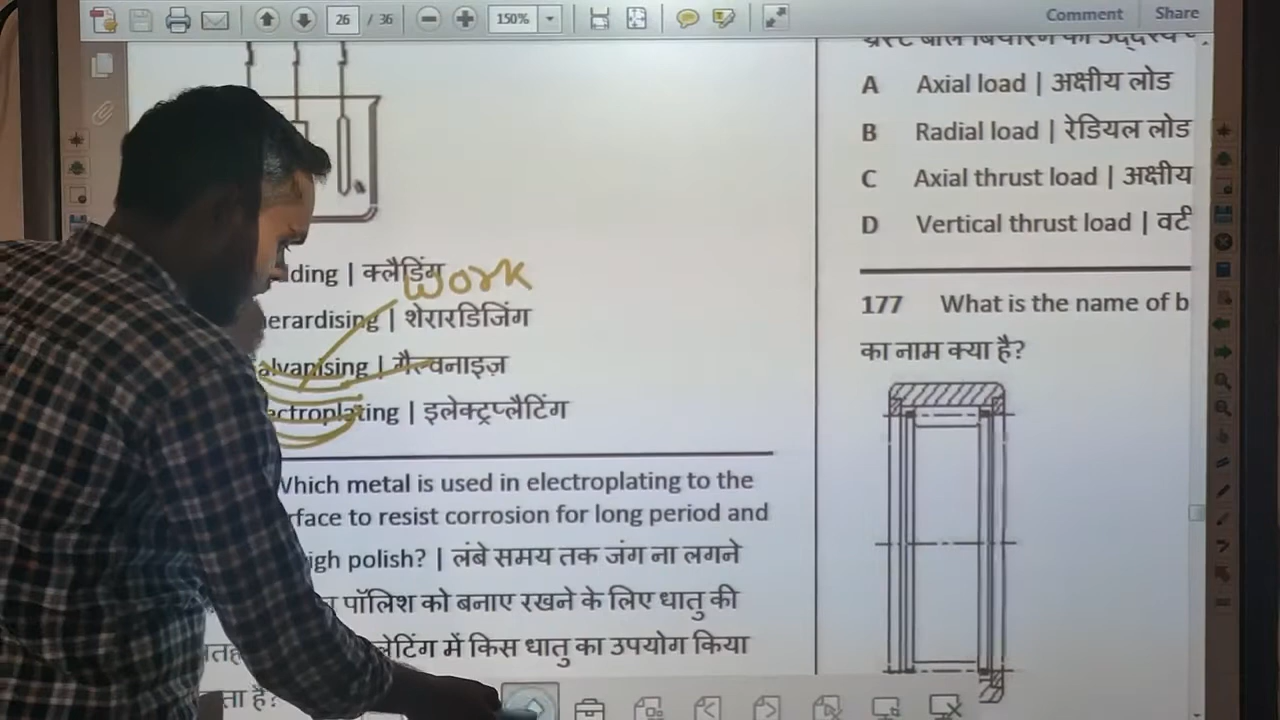 26 / 36
150%
Comment
Share
ding | क्लैडिंग
work
erardising | शेरारडिजिंग
alvanising | गैल्वनाइज़
ectroplating | इलेक्ट्रप्लैटिंग
Which metal is used in electroplating to the
rface to resist corrosion for long period and
igh polish? | लंबे समय तक जंग ना लगने
पॉलिश को बनाए रखने के लिए धातु की
लेटिंग में किस धातु का उपयोग किया
ता है?
A Axial load | अक्षीय लोड
B Radial load | रेडियल लोड
C Axial thrust load | अक्षीय
D Vertical thrust load | वर्टी
177 What is the name of b
का नाम क्या है?